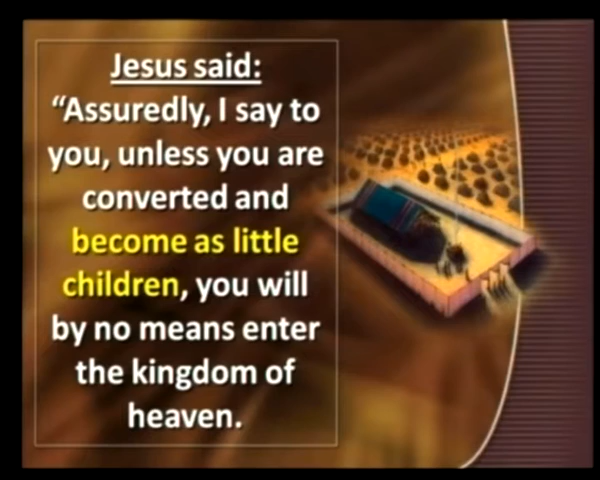 Jesus said:
“Assuredly, I say to
you, unless you are
converted and
become as little
children, you will
by no means enter
the kingdom of
heaven.